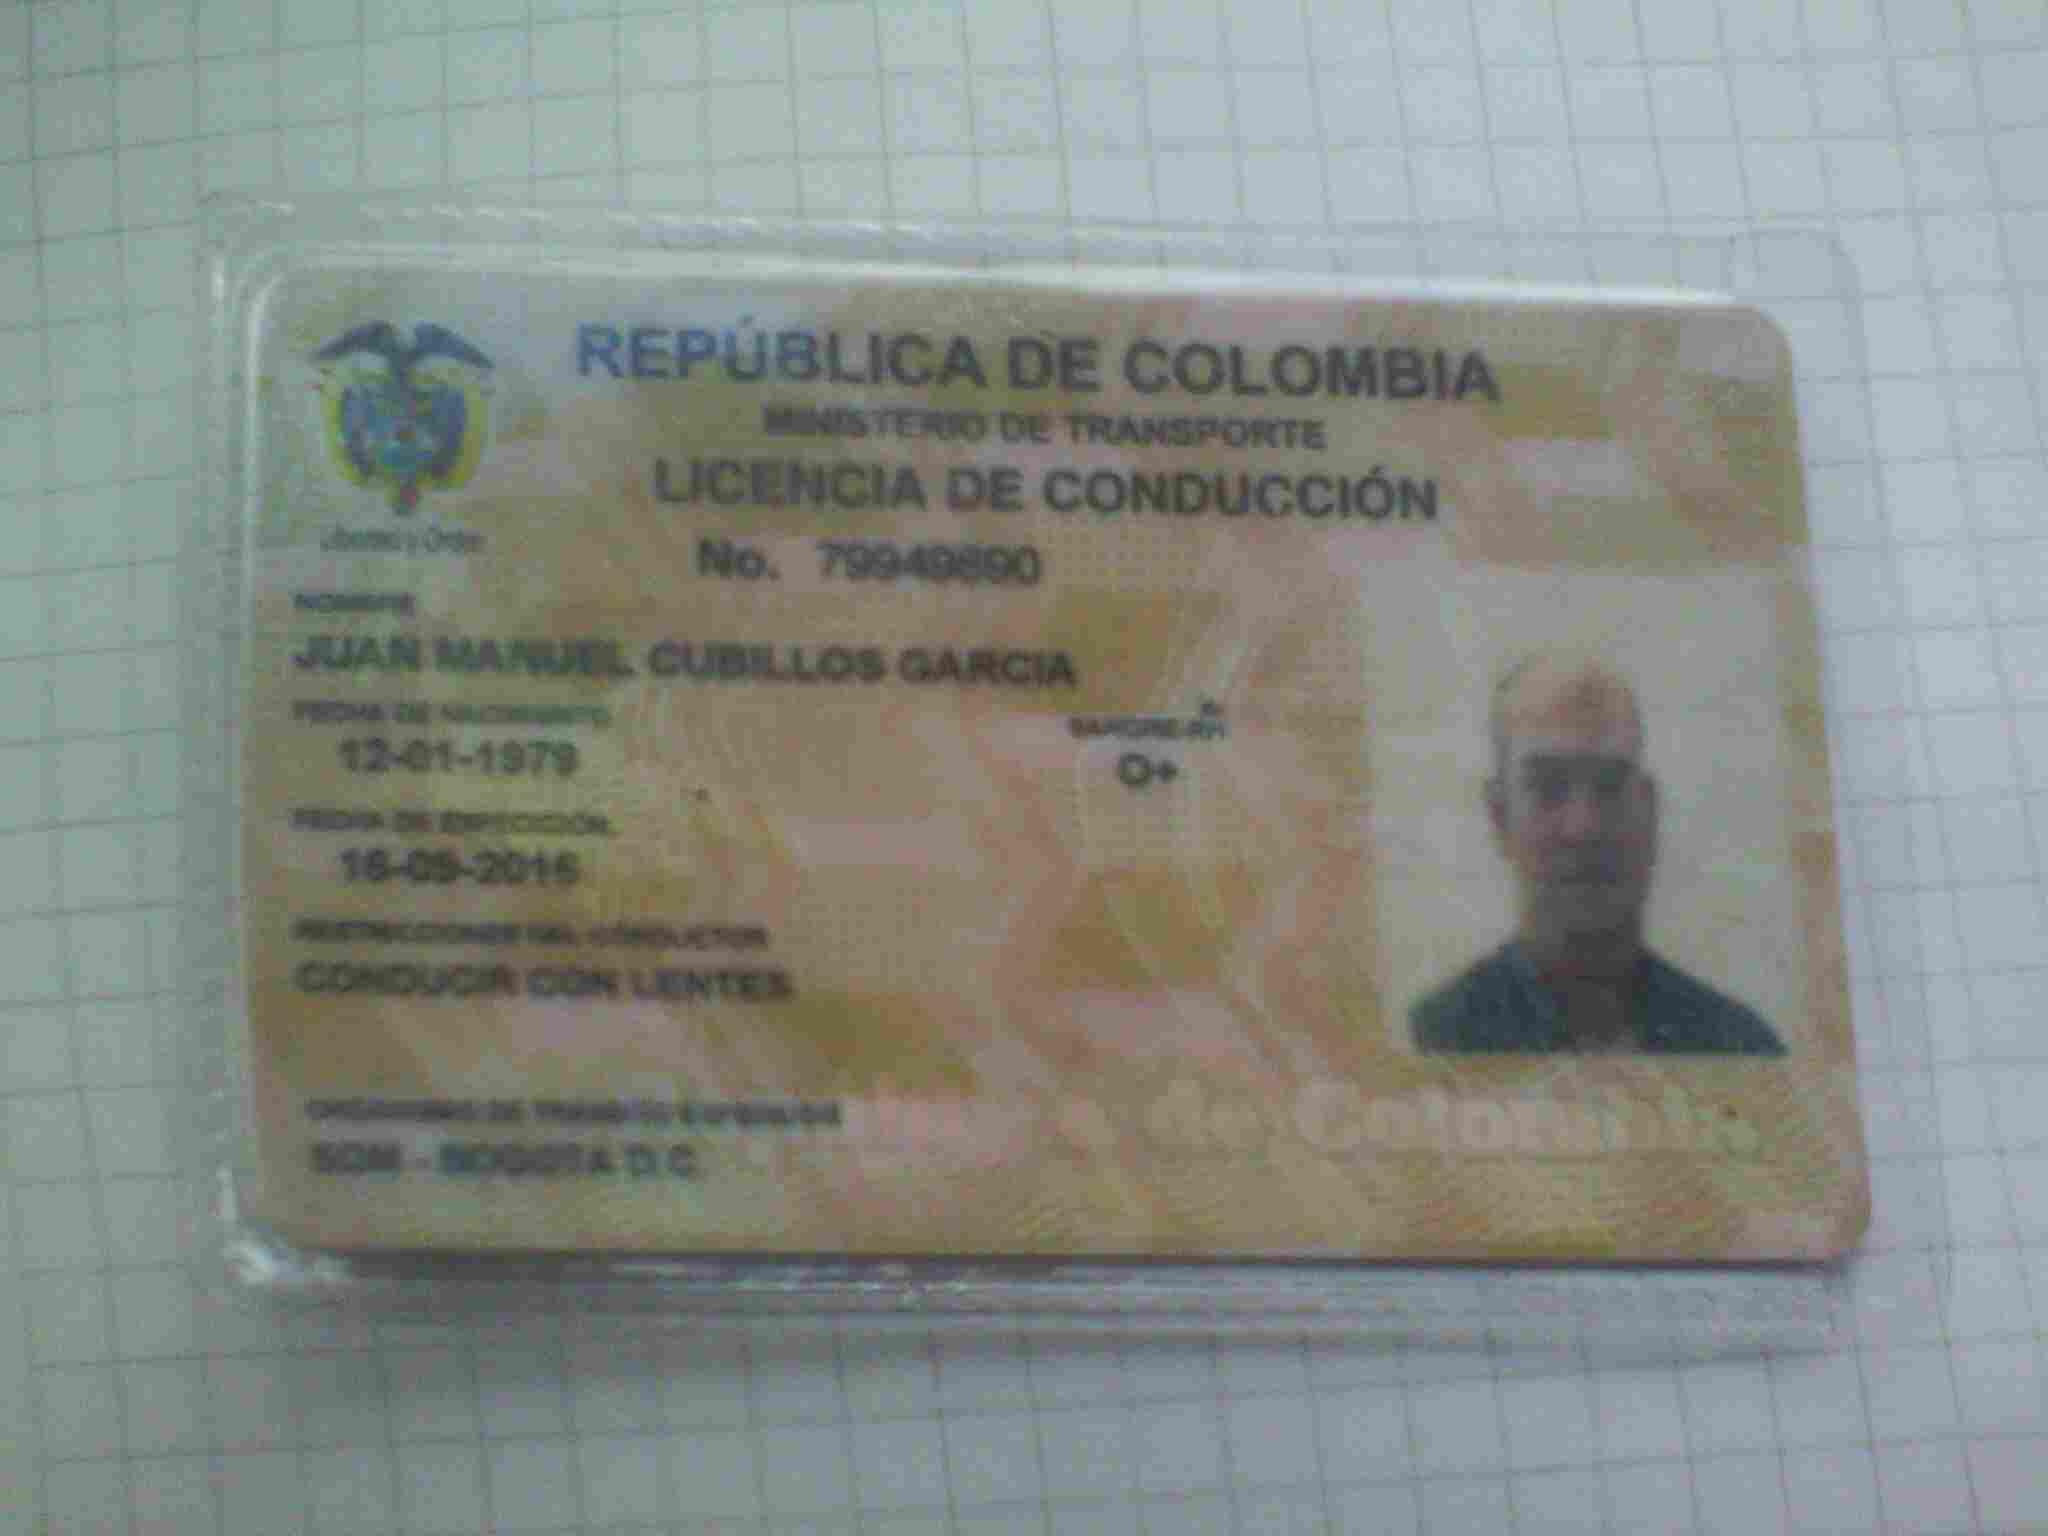 REPÚBLICA DE COLOMBIA
MINISTERIO DE TRANSPORTE
LICENCIA DE CONDUCCIÓN
Libertad y Orden
No. 79949890
NOMBRE
JUAN MANUEL CUBILLOS GARCIA
FECHA DE NACIMIENTO
SANGRE-RH
12-01-1979
O+
FECHA DE EXPEDICIÓN
16-09-2016
RESTRICCIONES DEL CONDUCTOR
CONDUCIR CON LENTES
ORGANISMO DE TRANSITO EXPEDIDOR
SDM - BOGOTA D.C.
de Colombia